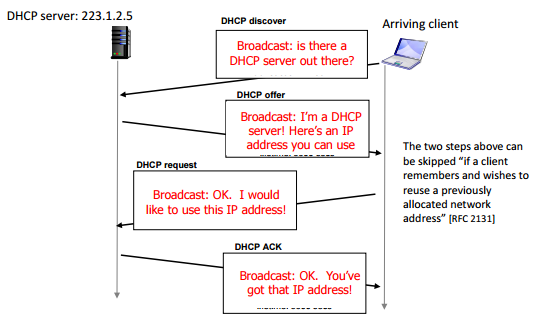 DHCP server: 223.1.2.5
DHCP discover
Arriving client
Broadcast: is there a
DHCP server out there?
DHCP offer
Broadcast: I'm a DHCP
server! Here's an IP
address you can use
The two steps above can
be skipped “if a client
remembers and wishes to
reuse a previously
allocated network
address” [RFC 2131]
DHCP request
Broadcast: OK. I would
like to use this IP address!
DHCP ACK
Broadcast: OK. You've
got that IP address!